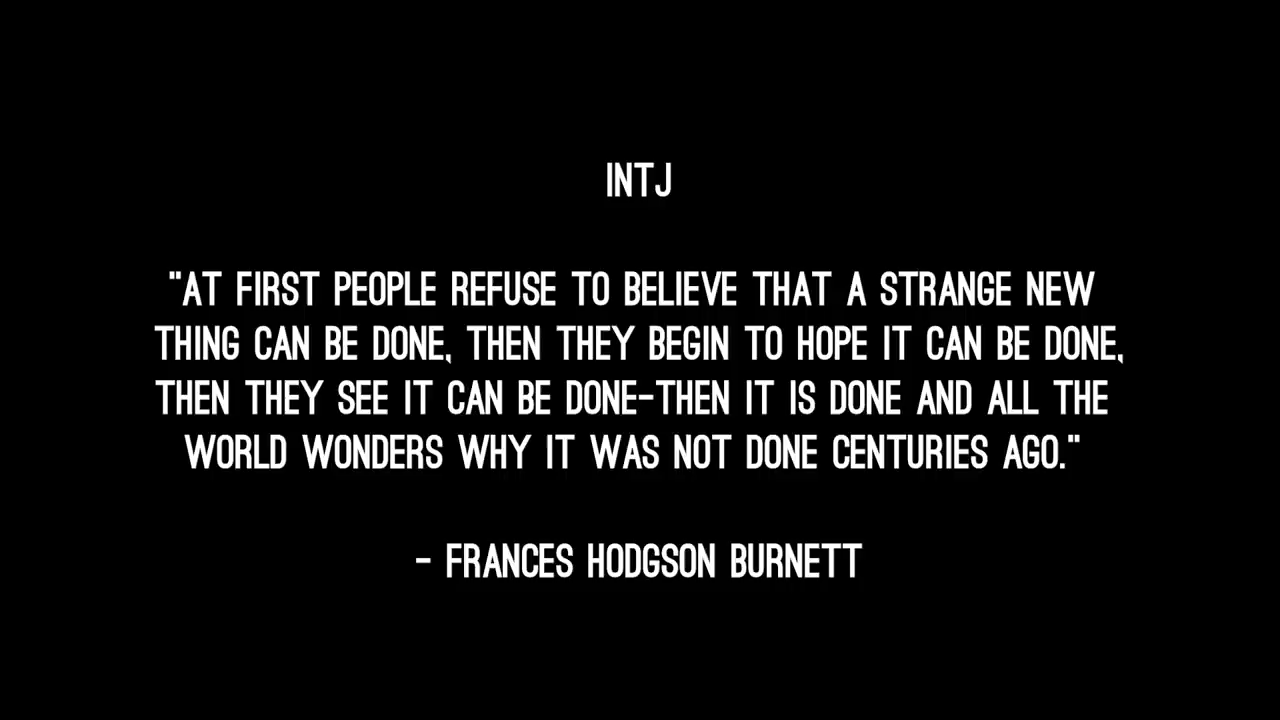 INTJ
"AT FIRST PEOPLE REFUSE TO BELIEVE THAT A STRANGE NEW
THING CAN BE DONE, THEN THEY BEGIN TO HOPE IT CAN BE DONE,
THEN THEY SEE IT CAN BE DONE-THEN IT IS DONE AND ALL THE
WORLD WONDERS WHY IT WAS NOT DONE CENTURIES AGO."
- FRANCES HODGSON BURNETT